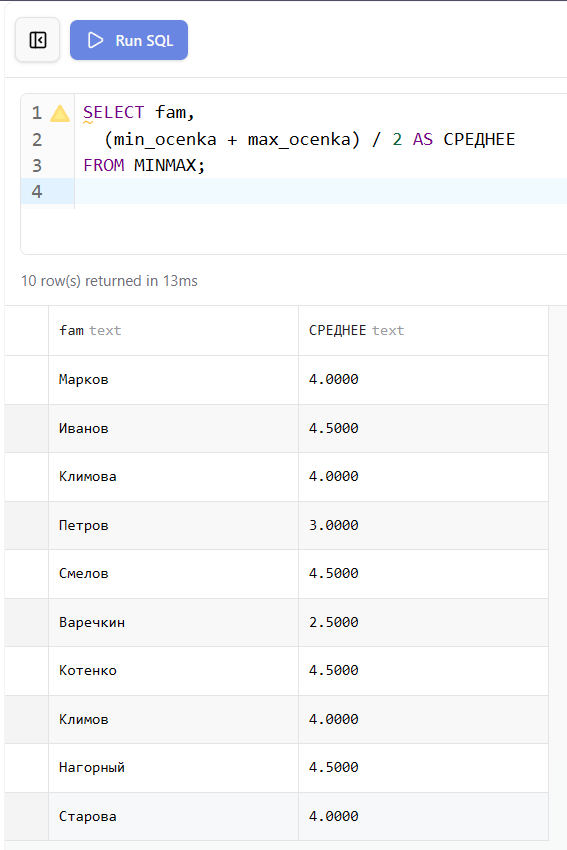 Run SQL
1 SELECT fam,
2 (min_ocenka + max_ocenka) / 2 AS СРЕДНЕЕ
3 FROM MINMAX;
4
10 row(s) returned in 13ms
fam text СРЕДНЕЕ text
Марков 4.0000
Иванов 4.5000
Климова 4.0000
Петров 3.0000
Смелов 4.5000
Варечкин 2.5000
Котенко 4.5000
Климов 4.0000
Нагорный 4.5000
Старова 4.0000